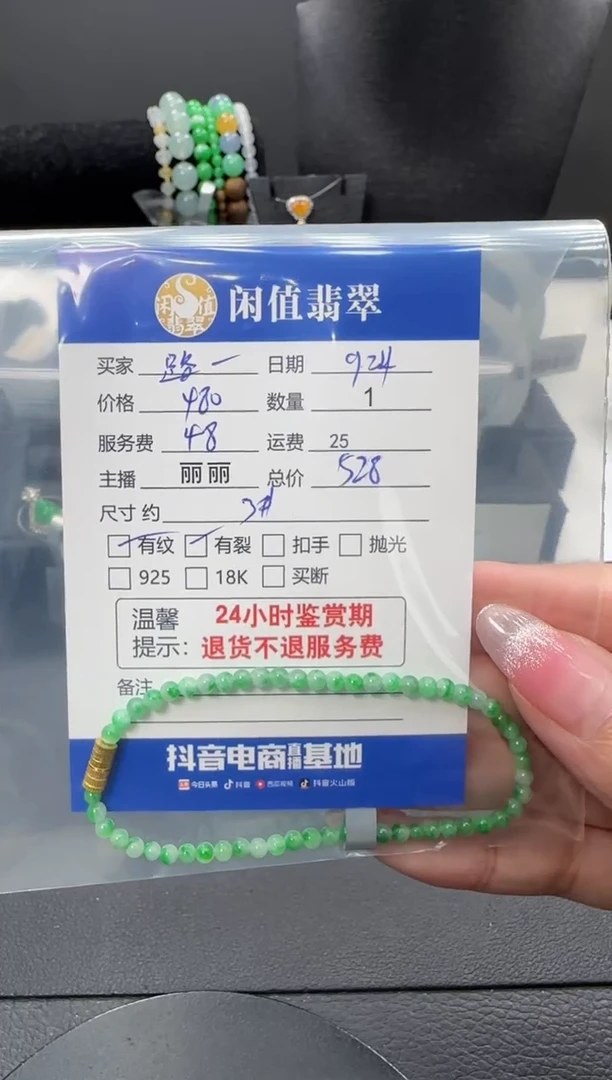 闲值翡翠
闲值翡翠
买家 路一 日期 924
价格 480 数量 1
服务费 48 运费 25
主播 丽丽 总价 528
尺寸 约 3#
有纹 有裂 扣手 抛光
925 18K 买断
温馨 24小时鉴赏期
提示: 退货不退服务费
备注
抖音电商直播基地
今日头条 抖音 西瓜视频 抖音火山版